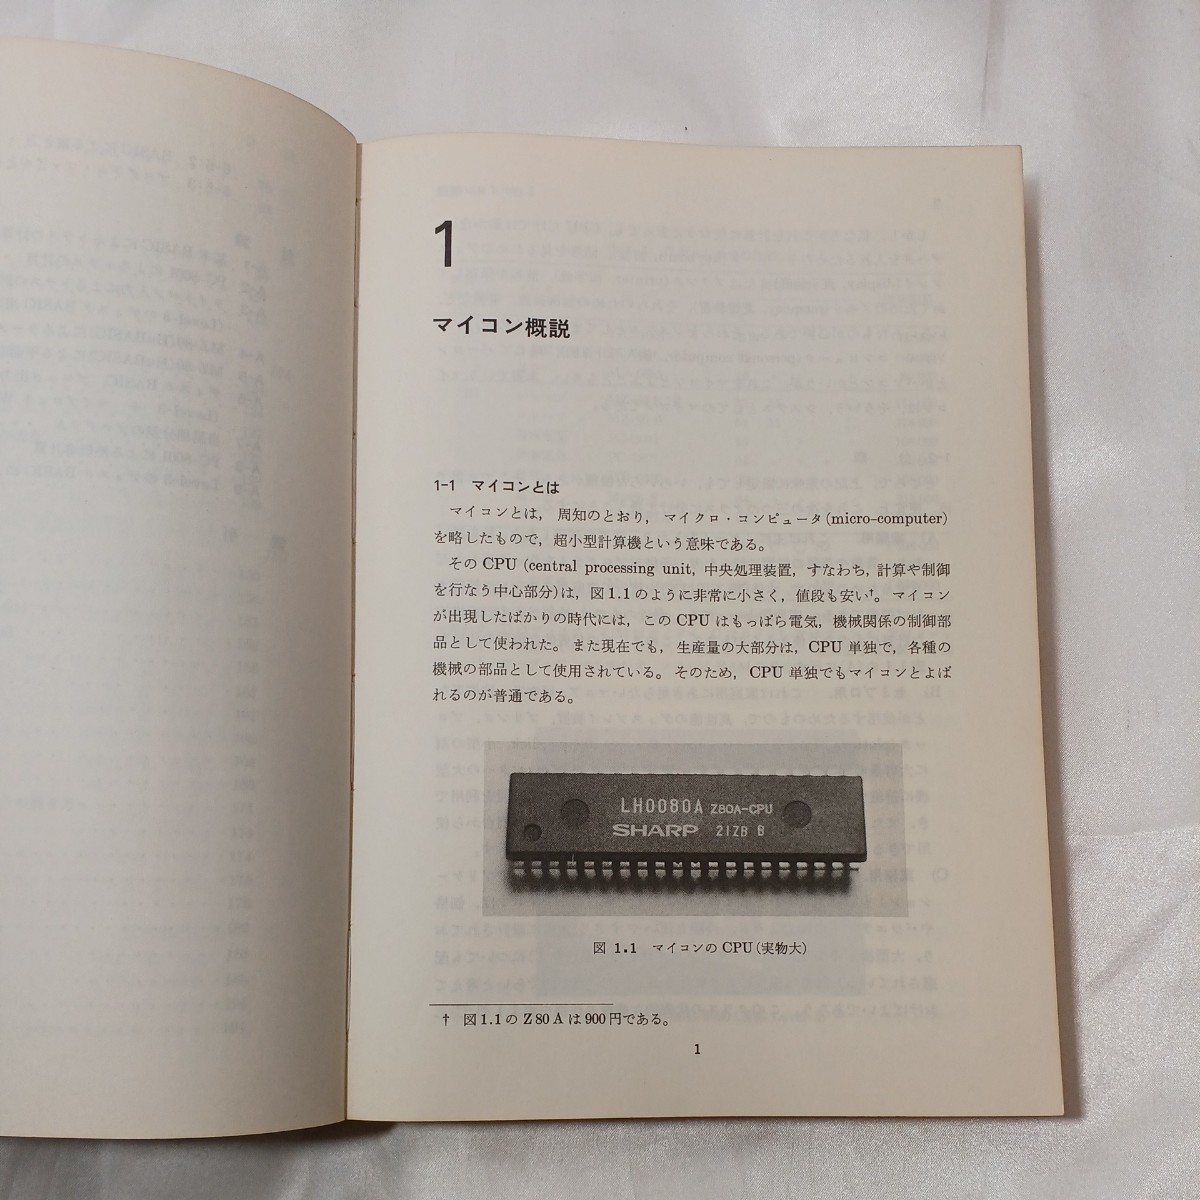 1
マイコン概説
1-1 マイコンとは
マイコンとは, 周知のとおり, マイクロ・コンピュータ(micro-computer)
を略したもので, 超小型計算機という意味である。
その CPU (central processing unit, 中央処理装置, すなわち, 計算や制御
を行なう中心部分)は, 図1.1のように非常に小さく, 値段も安い†。マイコン
が出現したばかりの時代には, この CPU はもっぱら電気, 機械関係の制御部
品として使われた。また現在でも, 生産量の大部分は, CPU 単独で, 各種の
機械の部品として使用されている。そのため, CPU 単独でもマイコンとよば
れるのが普通である。
LH0080A Z80A-CPU
SHARP 21ZB B
図 1.1 マイコンの CPU (実物大)
† 図1.1の Z80A は900円である。
1